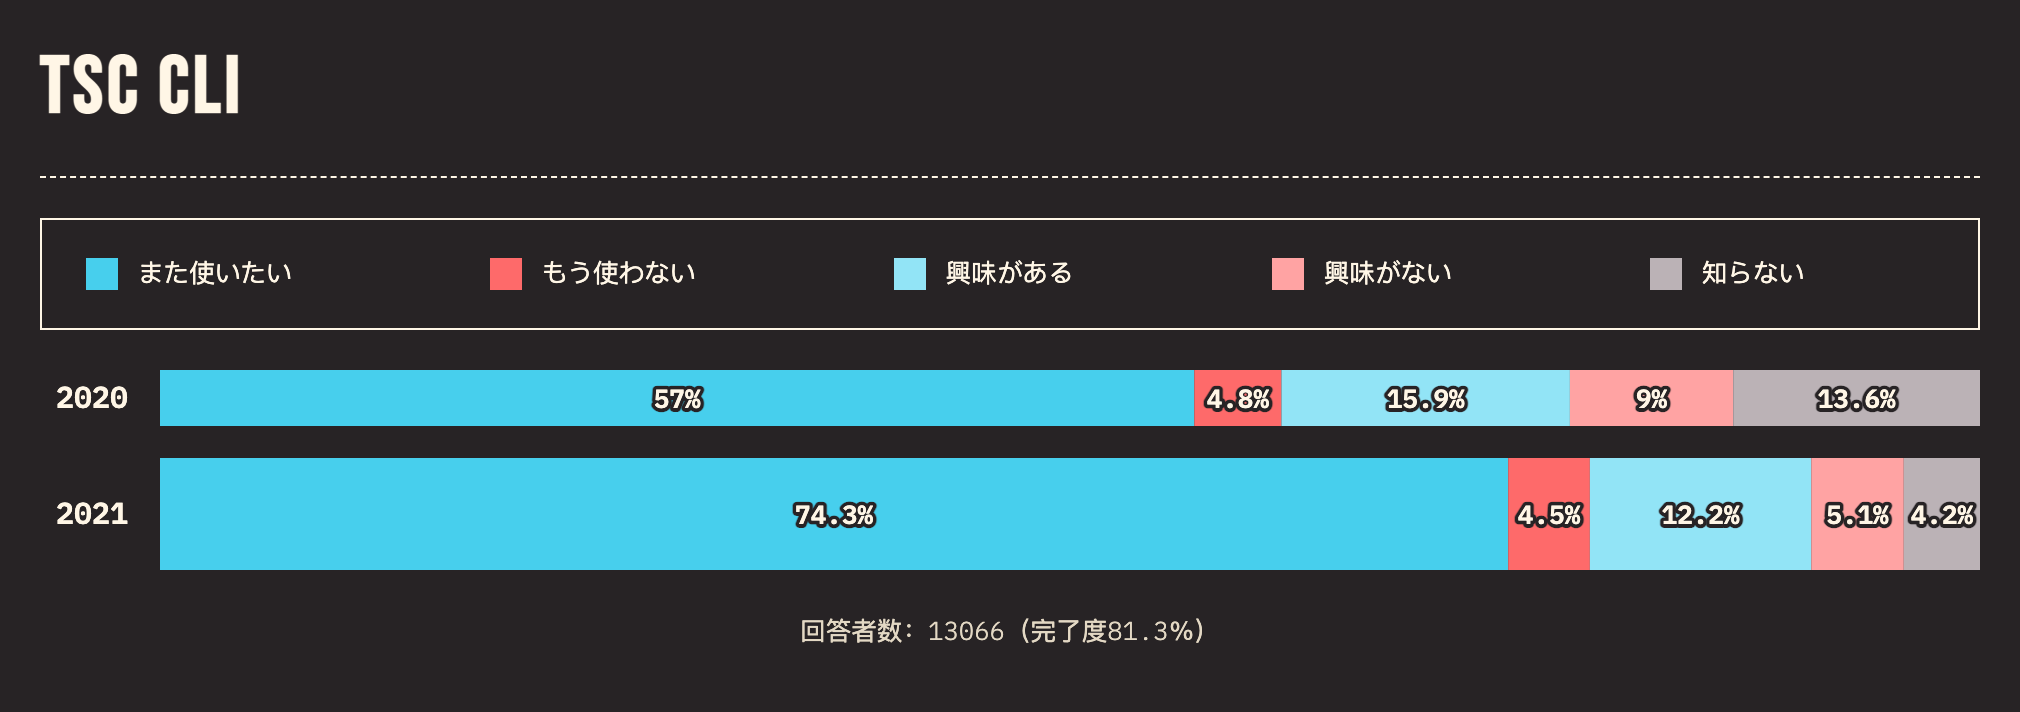 TSC CLI
また使いたい もう使わない 興味がある 興味がない 知らない
2020 57% 4.8% 15.9% 9% 13.6%
2021 74.3% 4.5% 12.2% 5.1% 4.2%
回答者数: 13066 (完了度81.3%)